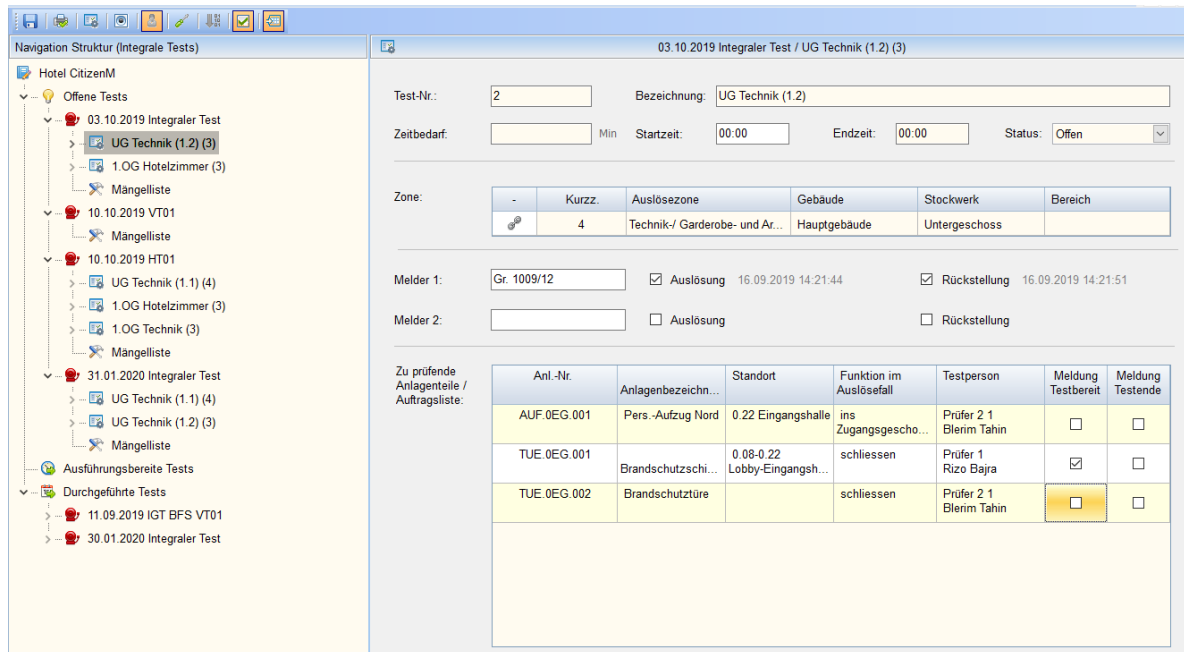 Navigation Struktur (Integrale Tests)
Hotel CitizenM
Offene Tests
03.10.2019 Integraler Test
UG Technik (1.2) (3)
1.OG Hotelzimmer (3)
Mängelliste
10.10.2019 VT01
Mängelliste
10.10.2019 HT01
UG Technik (1.1) (4)
1.OG Hotelzimmer (3)
1.OG Technik (3)
Mängelliste
31.01.2020 Integraler Test
UG Technik (1.1) (4)
UG Technik (1.2) (3)
Mängelliste
Ausführungsbereite Tests
Durchgeführte Tests
11.09.2019 IGT BFS VT01
30.01.2020 Integraler Test
03.10.2019 Integraler Test / UG Technik (1.2) (3)
Test-Nr.: 2 Bezeichnung: UG Technik (1.2)
Zeitbedarf: Min Startzeit: 00:00 Endzeit: 00:00 Status: Offen
Zone:
- Kurzz. Auslösezone Gebäude Stockwerk Bereich
4 Technik-/ Garderobe- und Ar... Hauptgebäude Untergeschoss
Melder 1: Gr. 1009/12 Auslösung 16.09.2019 14:21:44 Rückstellung 16.09.2019 14:21:51
Melder 2: Auslösung Rückstellung
Zu prüfende
Anlagenteile /
Auftragsliste:
Anl.-Nr. Anlagenbezeichn... Standort Funktion im Auslösefall Testperson Meldung Testbereit Meldung Testende
AUF.0EG.001 Pers.-Aufzug Nord 0.22 Eingangshalle ins Zugangsgescho... Prüfer 2 1 Blerim Tahin
TUE.0EG.001 Brandschutzschi... 0.08-0.22 Lobby-Eingangsh... schliessen Prüfer 1 Rizo Bajra
TUE.0EG.002 Brandschutztüre schliessen Prüfer 2 1 Blerim Tahin